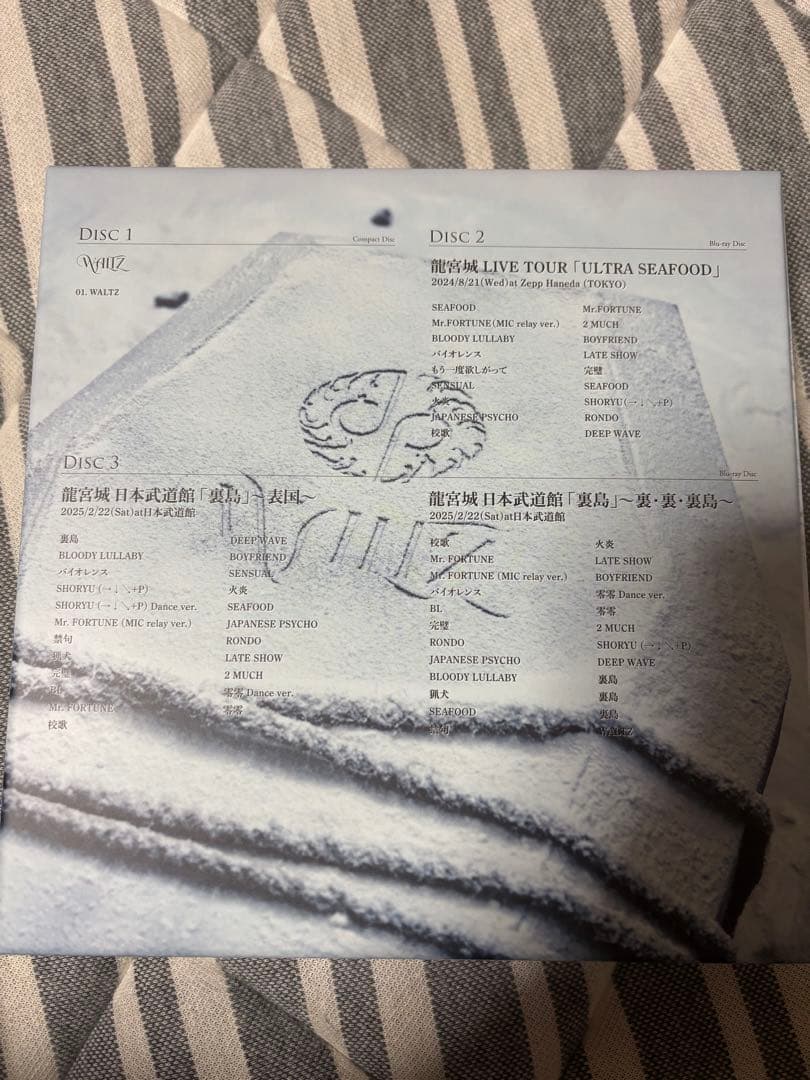 DISC 1
Compact Disc
WALTZ
01. WALTZ
DISC 2
Blu-ray Disc
龍宮城 LIVE TOUR「ULTRA SEAFOOD」
2024/8/21(Wed)at Zepp Haneda (TOKYO)
SEAFOOD
Mr.FORTUNE(MIC relay ver.)
BLOODY LULLABY
バイオレンス
もう一度欲しがって
SENSUAL
火炎
JAPANESE PSYCHO
校歌
Mr.FORTUNE
2 MUCH
BOYFRIEND
LATE SHOW
完璧
SEAFOOD
SHORYU(→↓↘+P)
RONDO
DEEP WAVE
WALTZ
DISC 3
Blu-ray Disc
龍宮城 日本武道館「裏島」~表国~
2025/2/22(Sat)at日本武道館
裏島
BLOODY LULLABY
バイオレンス
SHORYU (→↓↘+P)
SHORYU (→↓↘+P) Dance ver.
Mr. FORTUNE (MIC relay ver.)
禁句
猟犬
完璧
BL
Mr. FORTUNE
校歌
DEEP WAVE
BOYFRIEND
SENSUAL
火炎
SEAFOOD
JAPANESE PSYCHO
RONDO
LATE SHOW
2 MUCH
零零 Dance ver.
零零
龍宮城 日本武道館「裏島」~裏・裏・裏島~
2025/2/22(Sat)at日本武道館
校歌
Mr. FORTUNE
Mr. FORTUNE (MIC relay ver.)
バイオレンス
BL
完璧
RONDO
JAPANESE PSYCHO
BLOODY LULLABY
猟犬
SEAFOOD
禁句
火炎
LATE SHOW
BOYFRIEND
零零 Dance ver.
零零
2 MUCH
SHORYU (→↓↘+P)
DEEP WAVE
裏島
裏島
裏島
WALTZ